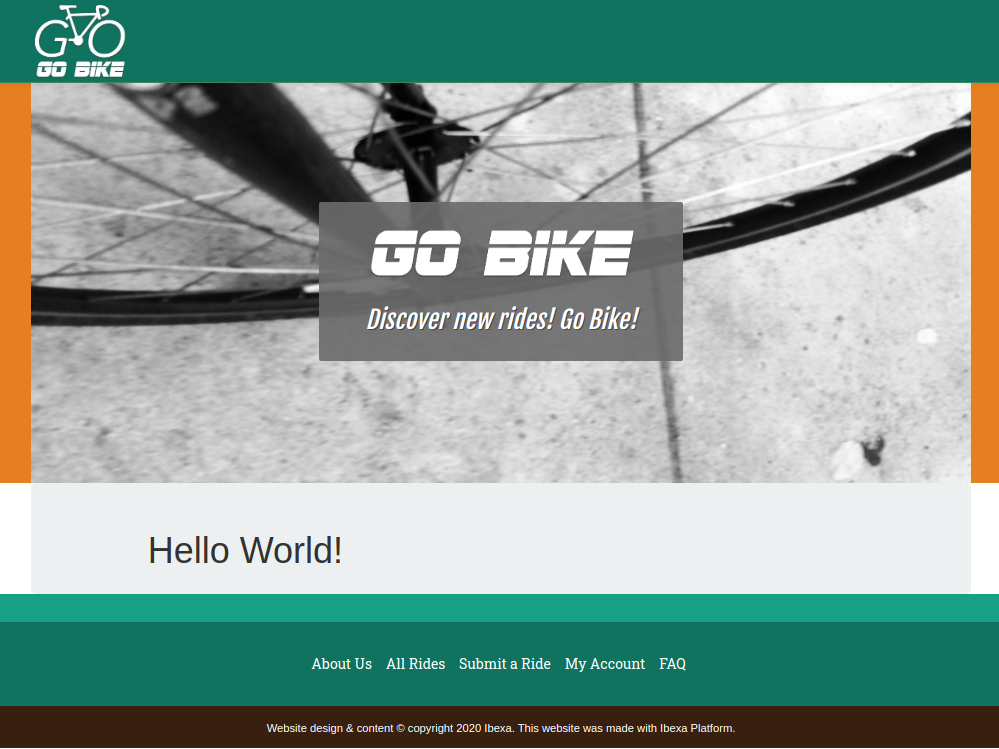 GO BIKE
GO BIKE
Discover new rides! Go Bike!
Hello World!
About Us All Rides Submit a Ride My Account FAQ
Website design & content © copyright 2020 Ibexa. This website was made with Ibexa Platform.